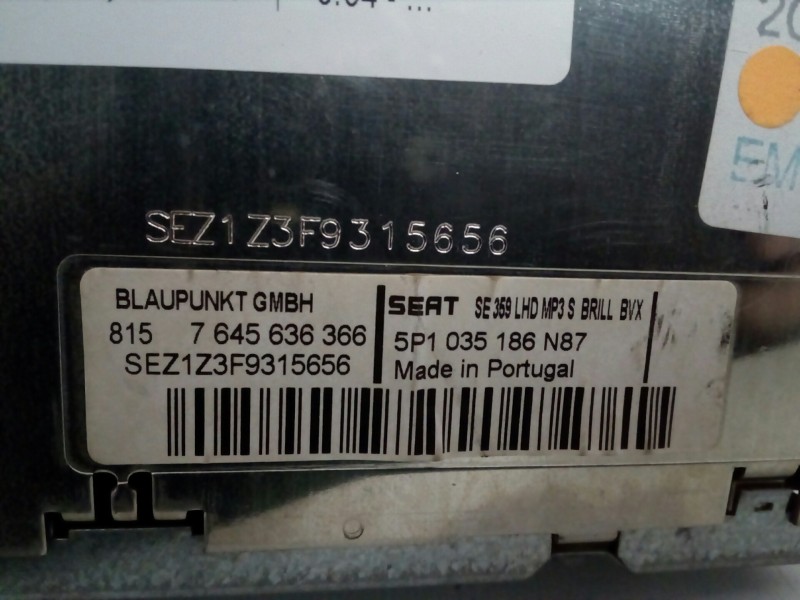 SEZ1Z3F9315656
BLAUPUNKT GMBH
815 7 645 636 366
SEZ1Z3F9315656
SEAT SE 359 LHD MP3 S BRILL BVX
5P1 035 186 N87
Made in Portugal